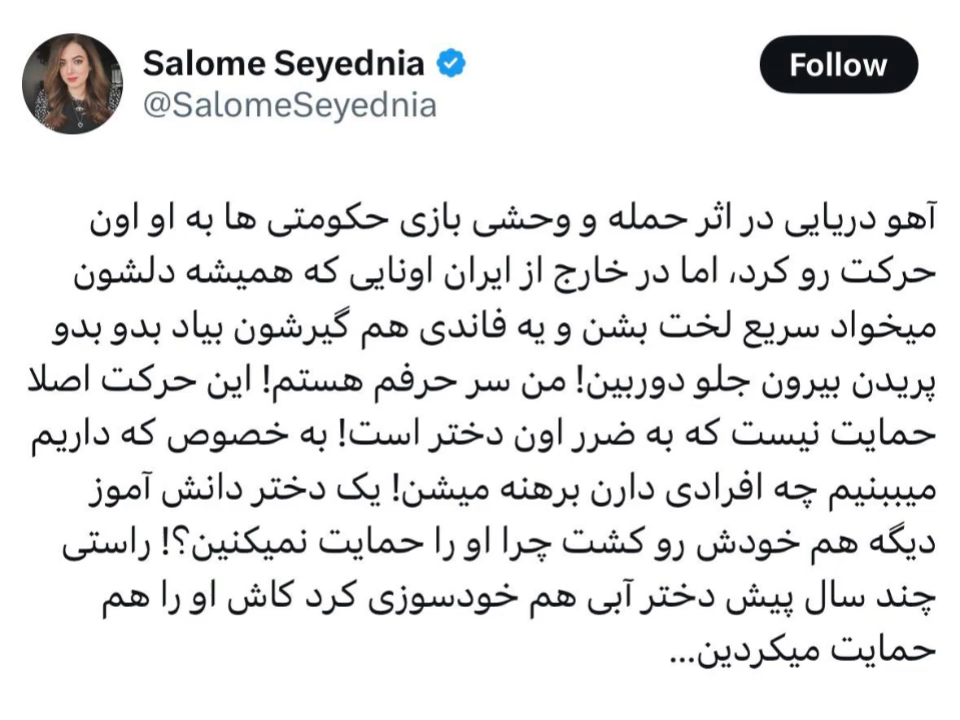 Salome Seyednia
@SalomeSeyednia
Follow
آهو دریایی در اثر حمله و وحشی بازی حکومتی ها به او اون
حرکت رو کرد، اما در خارج از ایران اونایی که همیشه دلشون
میخواد سریع لخت بشن و یه فاندی هم گیرشون بیاد بدو بدو
پریدن بیرون جلو دوربین! من سر حرفم هستم! این حرکت اصلا
حمایت نیست که به ضرر اون دختر است! به خصوص که داریم
میببنیم چه افرادی دارن برهنه میشن! یک دختر دانش آموز
دیگه هم خودش رو کشت چرا او را حمایت نمیکنین؟! راستی
چند سال پیش دختر آبی هم خودسوزی کرد کاش او را هم
حمایت میکردین...